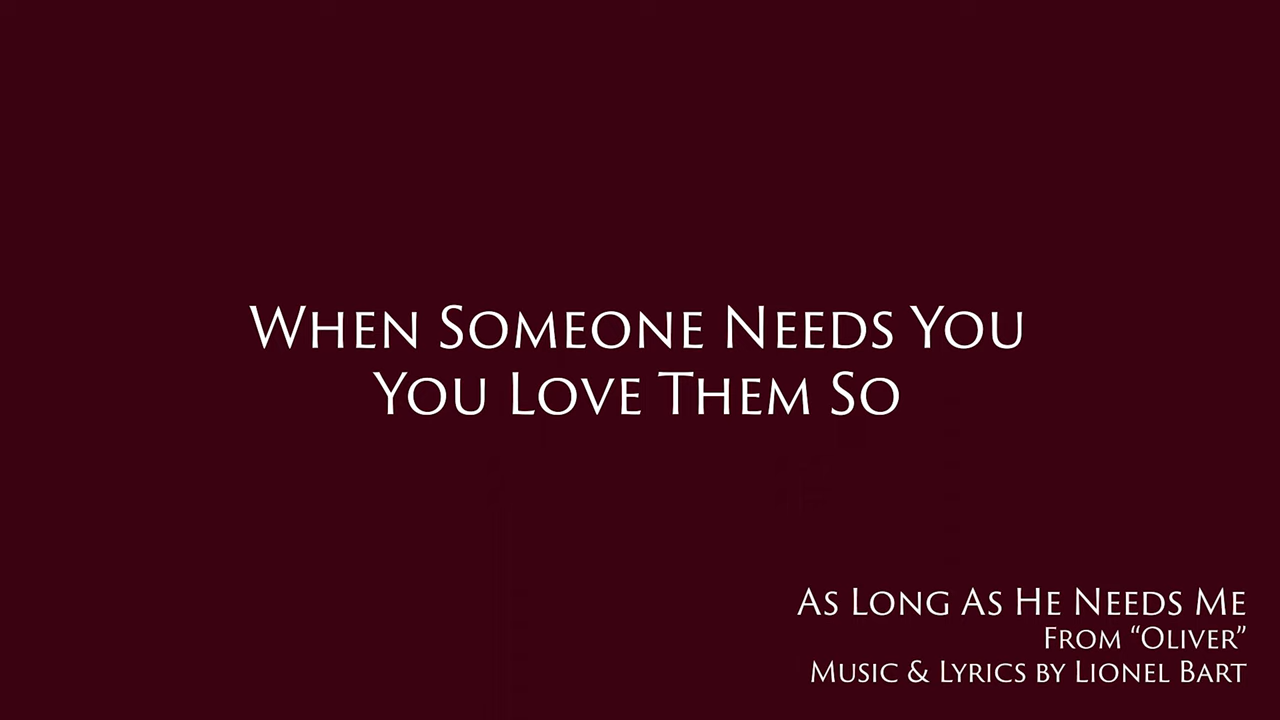 When Someone Needs You
You Love Them So
As Long As He Needs Me
From “Oliver”
Music & Lyrics by Lionel Bart